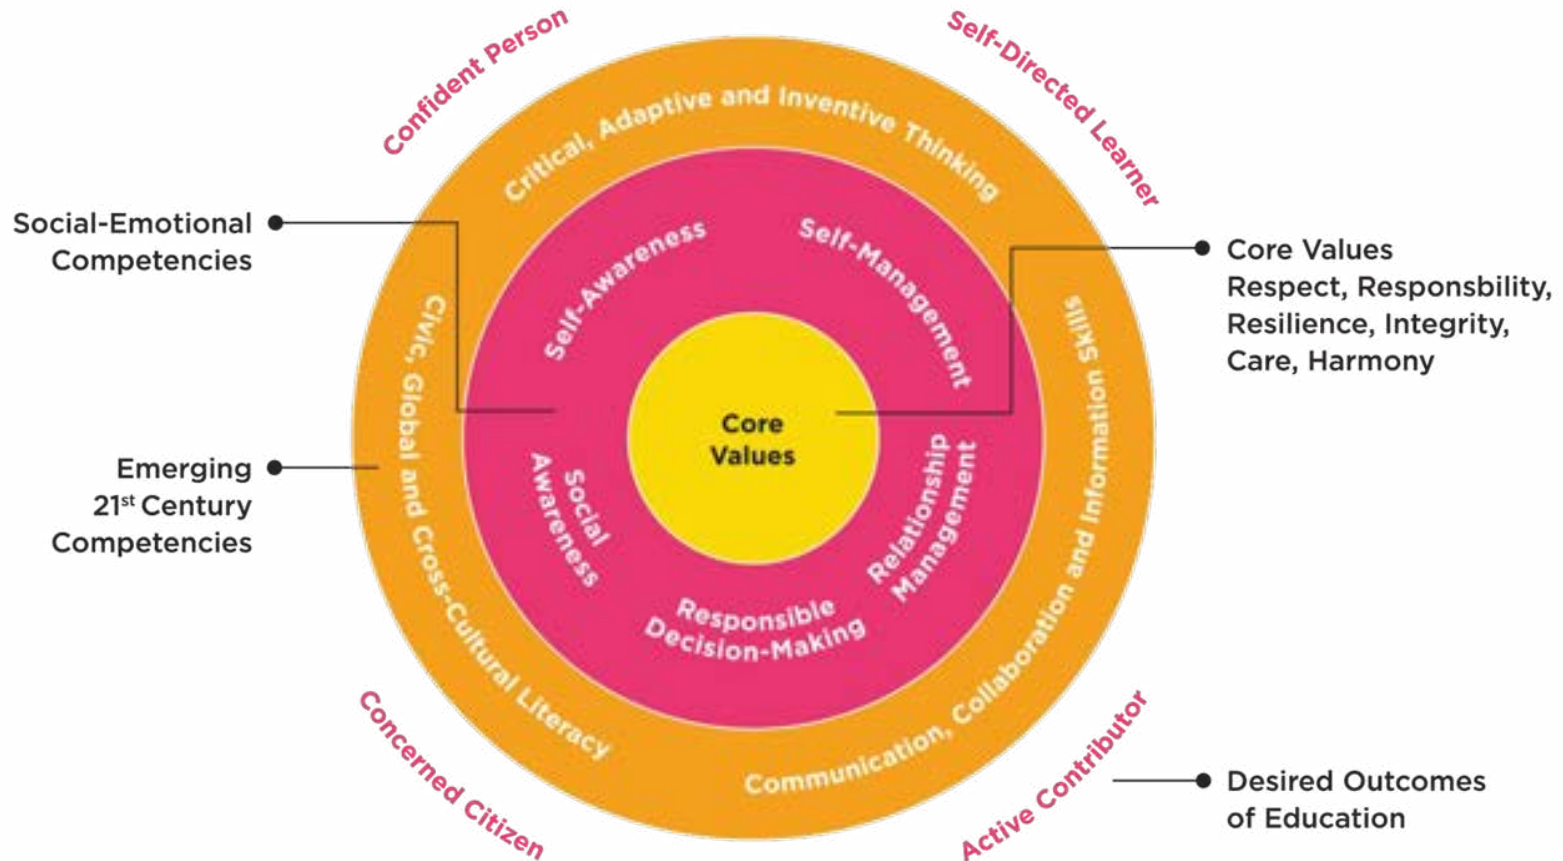 Confident Person
Self-Directed Learner
Critical, Adaptive and Inventive Thinking
Social-Emotional
Competencies
Self-Awareness
Self-Management
Core Values
Respect, Responsbility,
Resilience, Integrity,
Care, Harmony
Civic, Global and Cross-Cultural Literacy
Core
Values
Communication, Collaboration and Information Skills
Emerging
21st Century
Competencies
Social
Awareness
Relationship
Management
Responsible
Decision-Making
Concerned Citizen
Active Contributor
Desired Outcomes
of Education